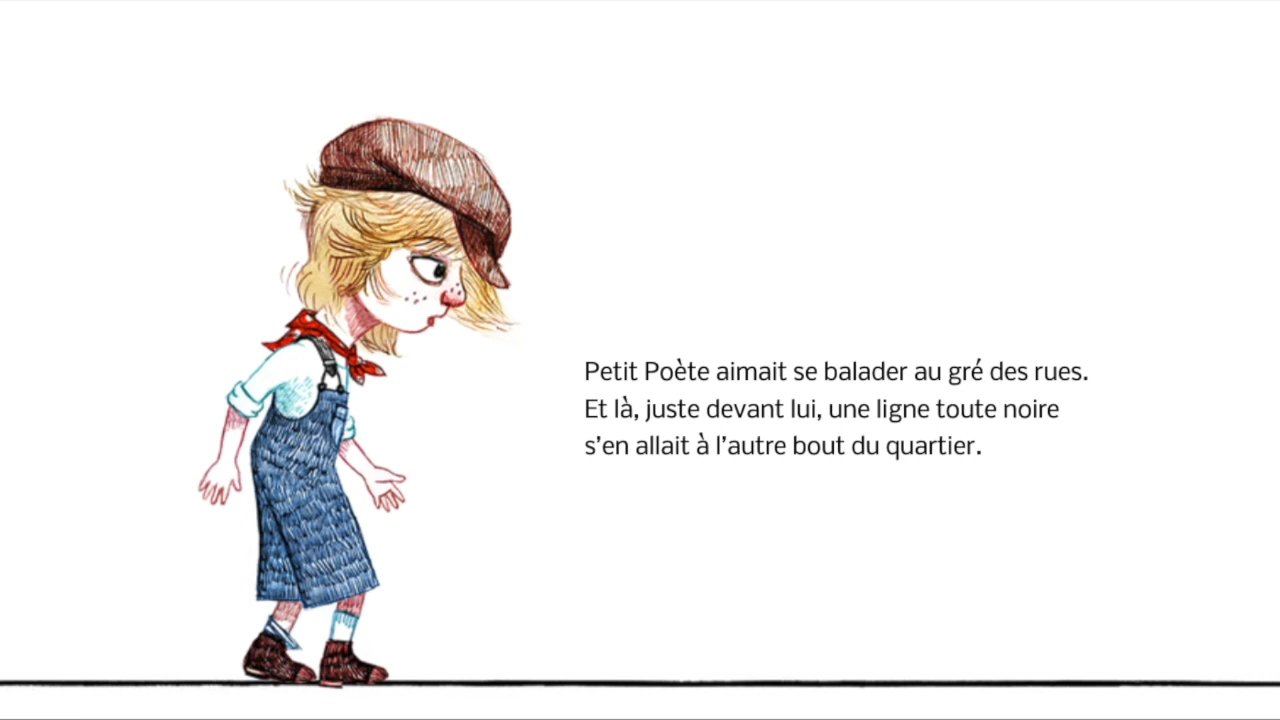 Petit Poète aimait se balader au gré des rues.
Et là, juste devant lui, une ligne toute noire
s’en allait à l’autre bout du quartier.